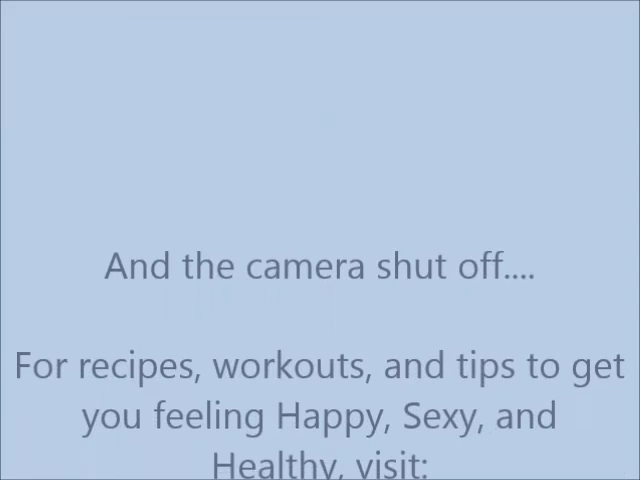 And the camera shut off....
For recipes, workouts, and tips to get
you feeling Happy, Sexy, and
Healthy, visit: